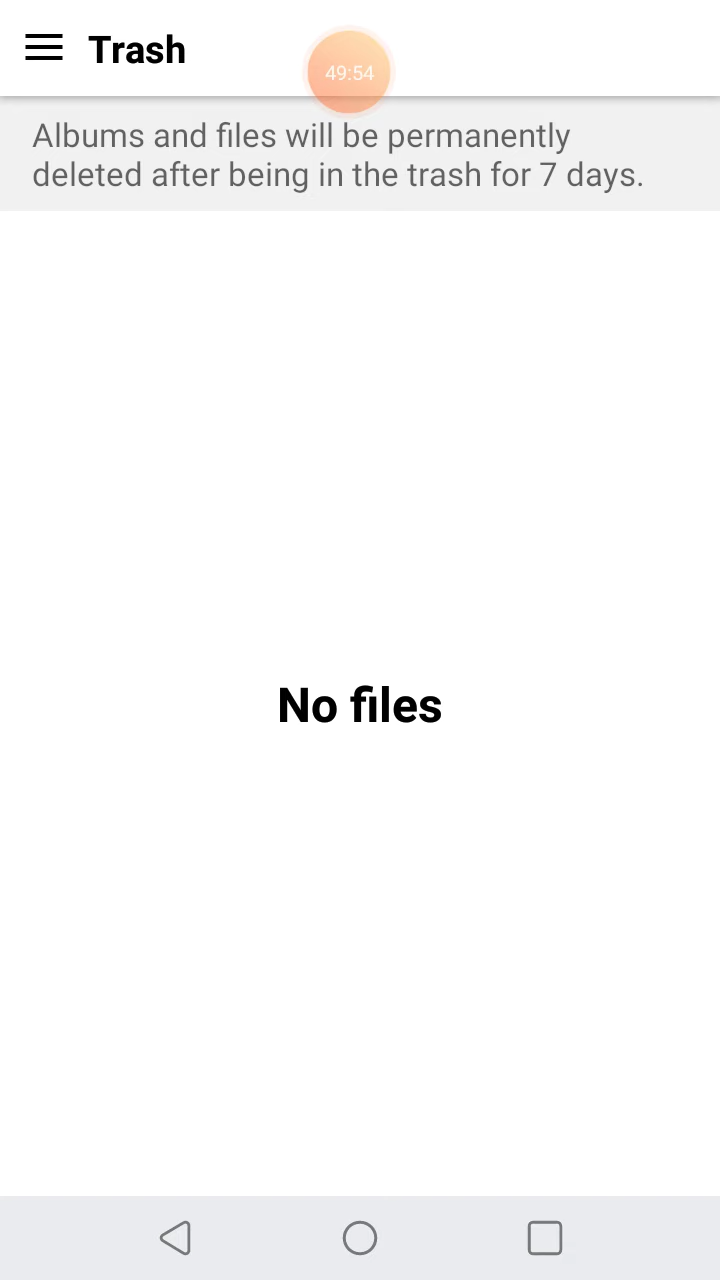 Trash
49:54
Albums and files will be permanently
deleted after being in the trash for 7 days.
No files